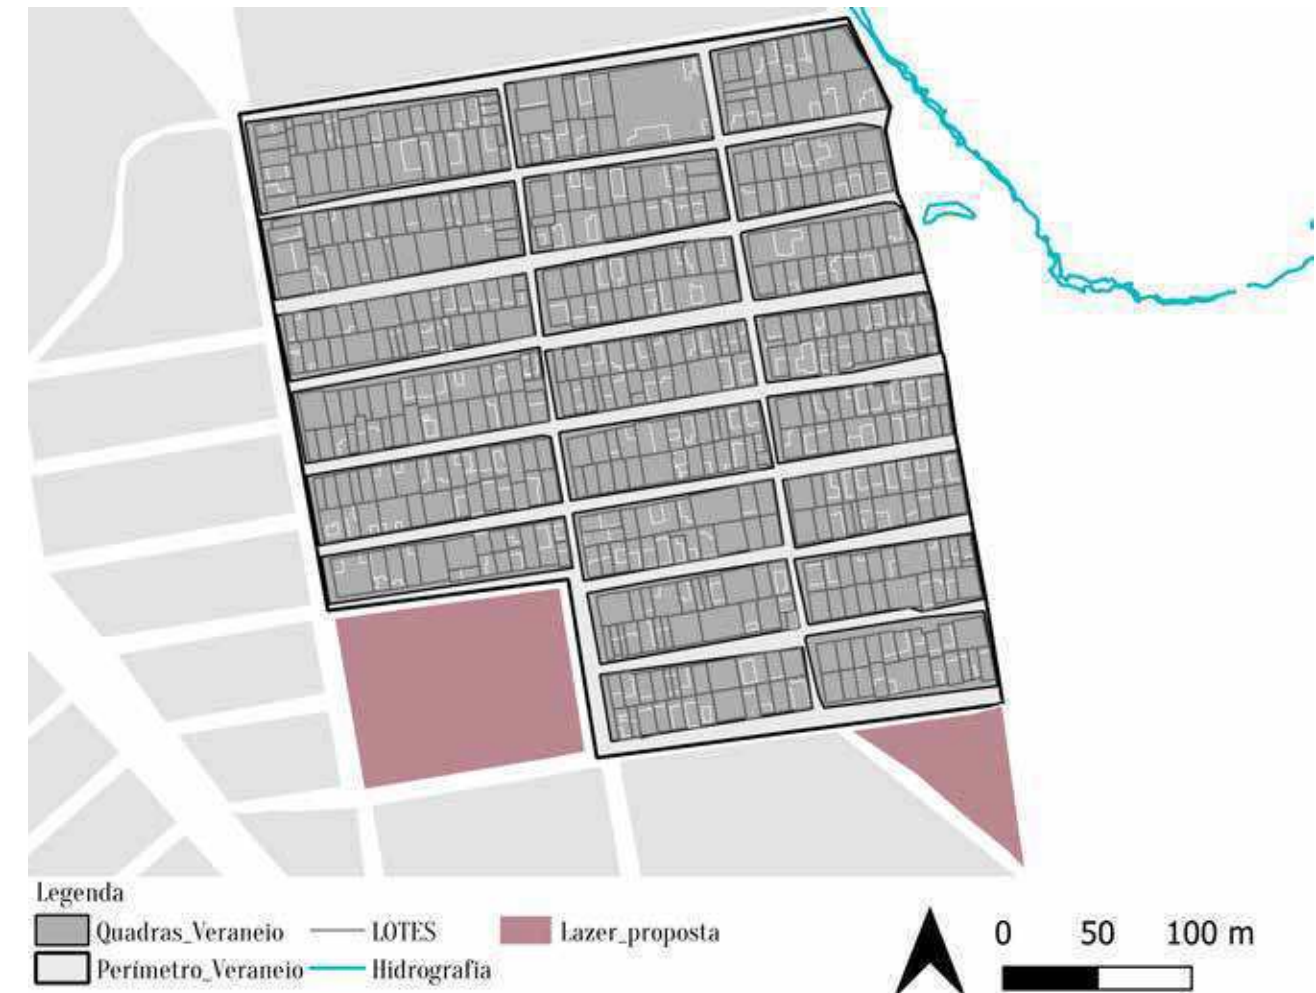 Legenda
Quadras_Veraneio LOTES Lazer_proposta
Perímetro_Veraneio Hidrografia
0 50 100 m